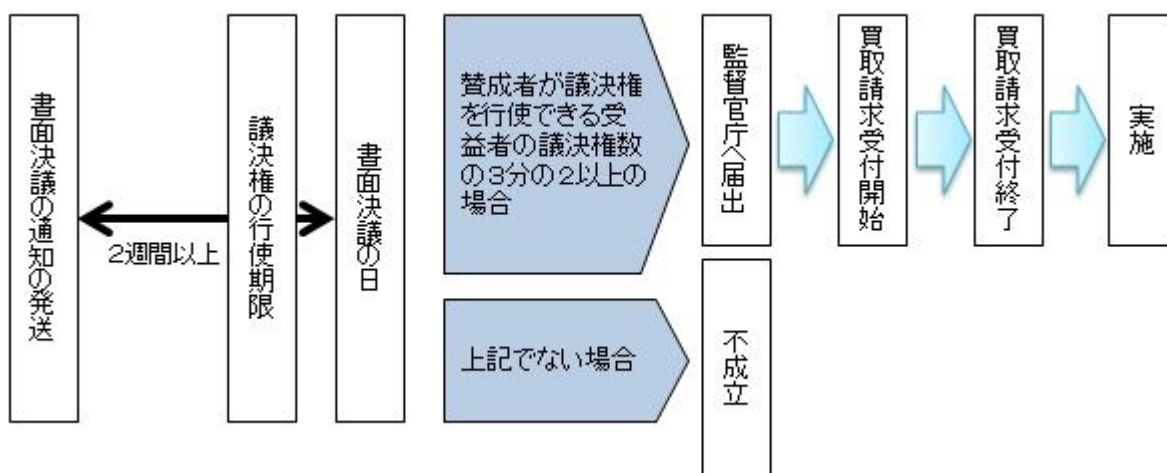 書面決議の通知の発送
2週間以上
議決権の行使期限
書面決議の日
賛成者が議決権
を行使できる受
益者の議決権数
の3分の2以上の
場合
上記でない場合
監督官庁へ届出
不成立
買取請求受付開始
買取請求受付終了
実施